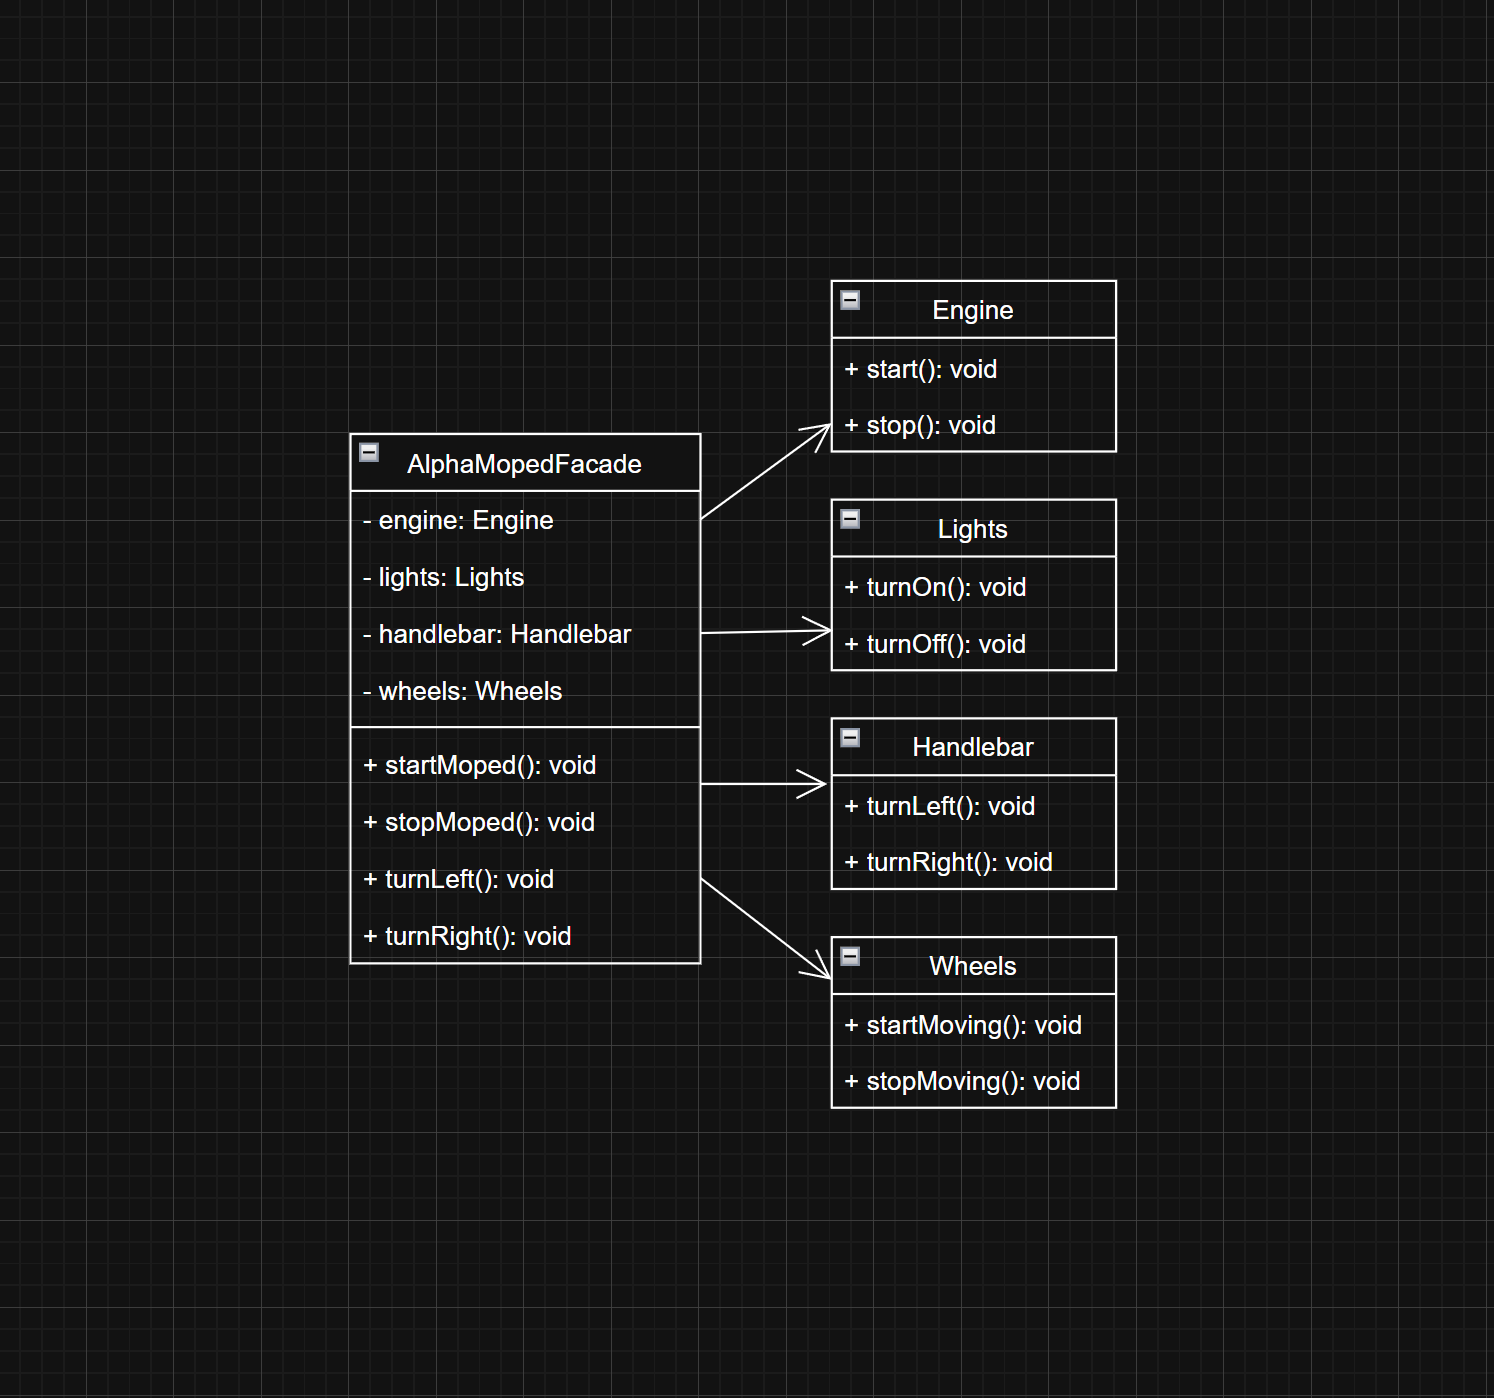 AlphaMopedFacade
- engine: Engine
- lights: Lights
- handlebar: Handlebar
- wheels: Wheels
+ startMoped(): void
+ stopMoped(): void
+ turnLeft(): void
+ turnRight(): void
Engine
+ start(): void
+ stop(): void
Lights
+ turnOn(): void
+ turnOff(): void
Handlebar
+ turnLeft(): void
+ turnRight(): void
Wheels
+ startMoving(): void
+ stopMoving(): void